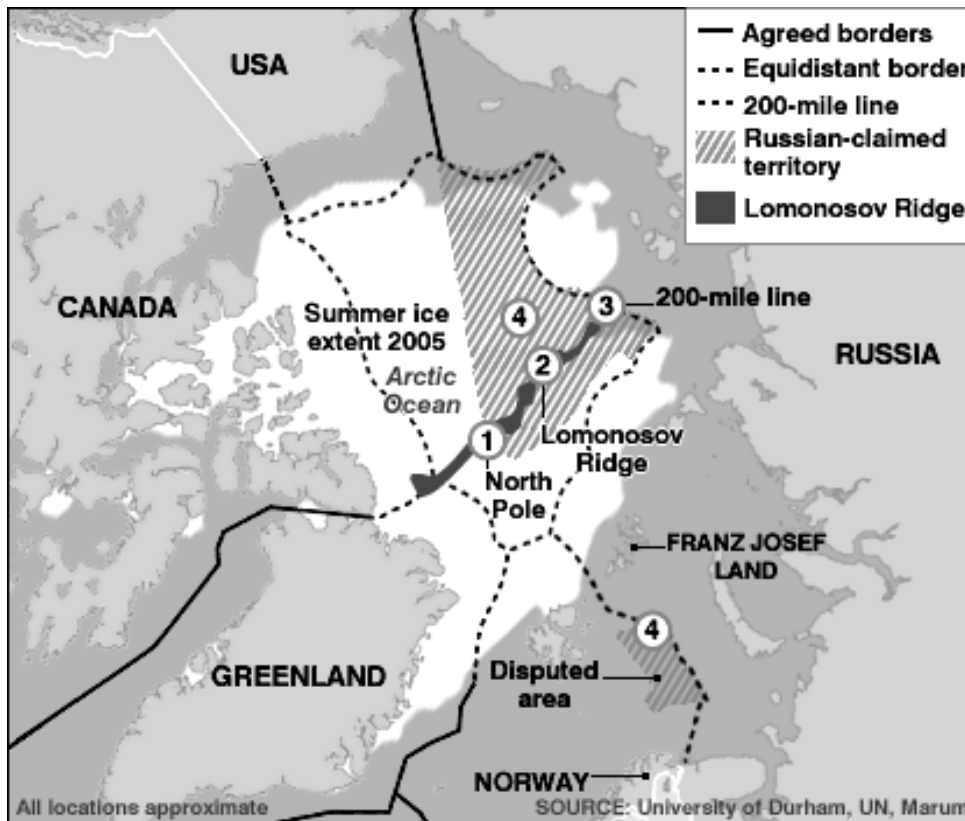 USA
Agreed borders
Equidistant border
200-mile line
Russian-claimed
territory
Lomonosov Ridge
CANADA
Summer ice
extent 2005
Arctic
Ocean
4
3
200-mile line
2
RUSSIA
1
Lomonosov
Ridge
North
Pole
FRANZ JOSEF
LAND
4
GREENLAND
Disputed
area
NORWAY
All locations approximate
SOURCE: University of Durham, UN, Marum